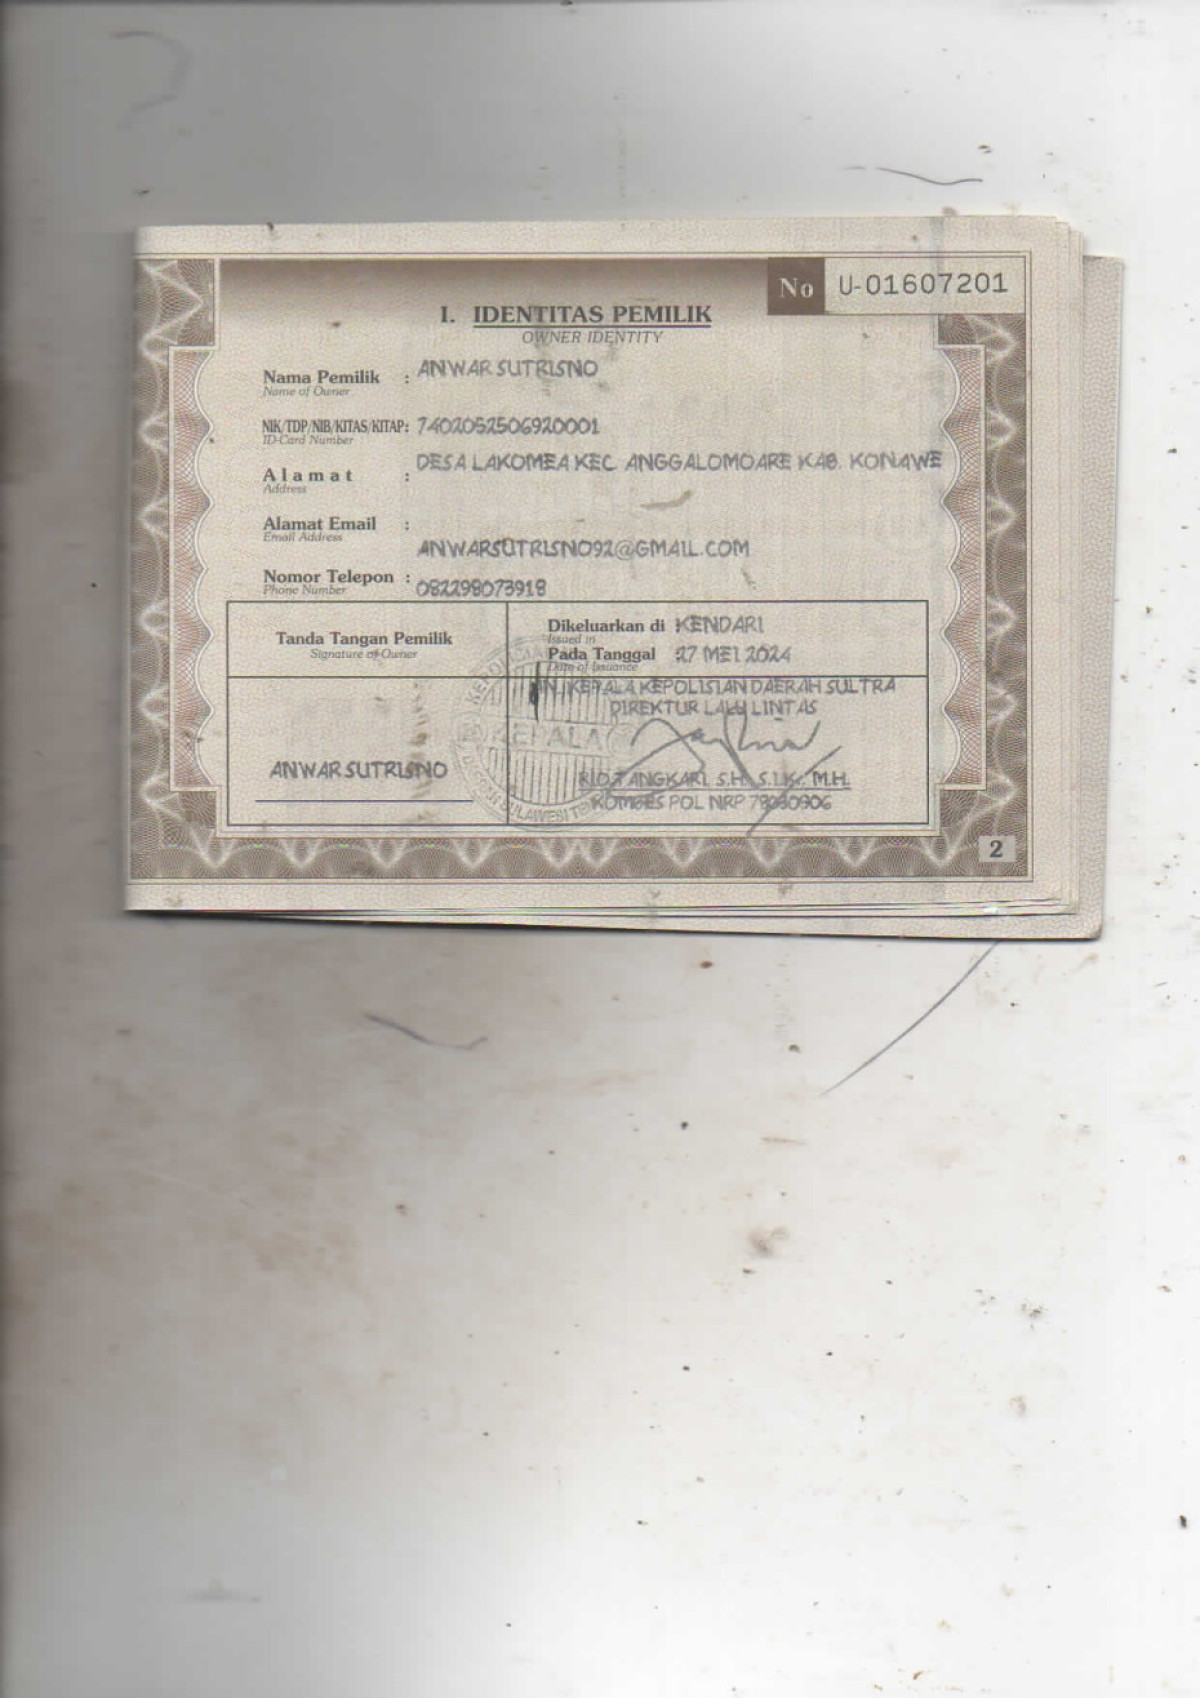 No U-01607201
I. IDENTITAS PEMILIK
OWNER IDENTITY
Nama Pemilik : ANWAR SUTRISNO
Name of Owner
NIK/TDP/NIB/KITAS/KITAP: 7402052506920001
ID-Card Number
Alamat : DESA LAKOMEA KEC. ANGGALOMOARE KAB. KONAWE
Address
Alamat Email :
Email Address
ANWARSUTRISNO92@GMAIL.COM
Nomor Telepon : 082298073918
Phone Number
Tanda Tangan Pemilik
Signature of Owner
Dikeluarkan di KENDARI
Issued in
Pada Tanggal 27 MEI 2024
Date of Issuance
KEPALA KEPOLISIAN DAERAH SULTRA
DIREKTUR LALU LINTAS
KEPALA
ANWAR SUTRISNO
TANGKARI, S.H., S.I.K., M.H.
KOMBES POL NRP
2